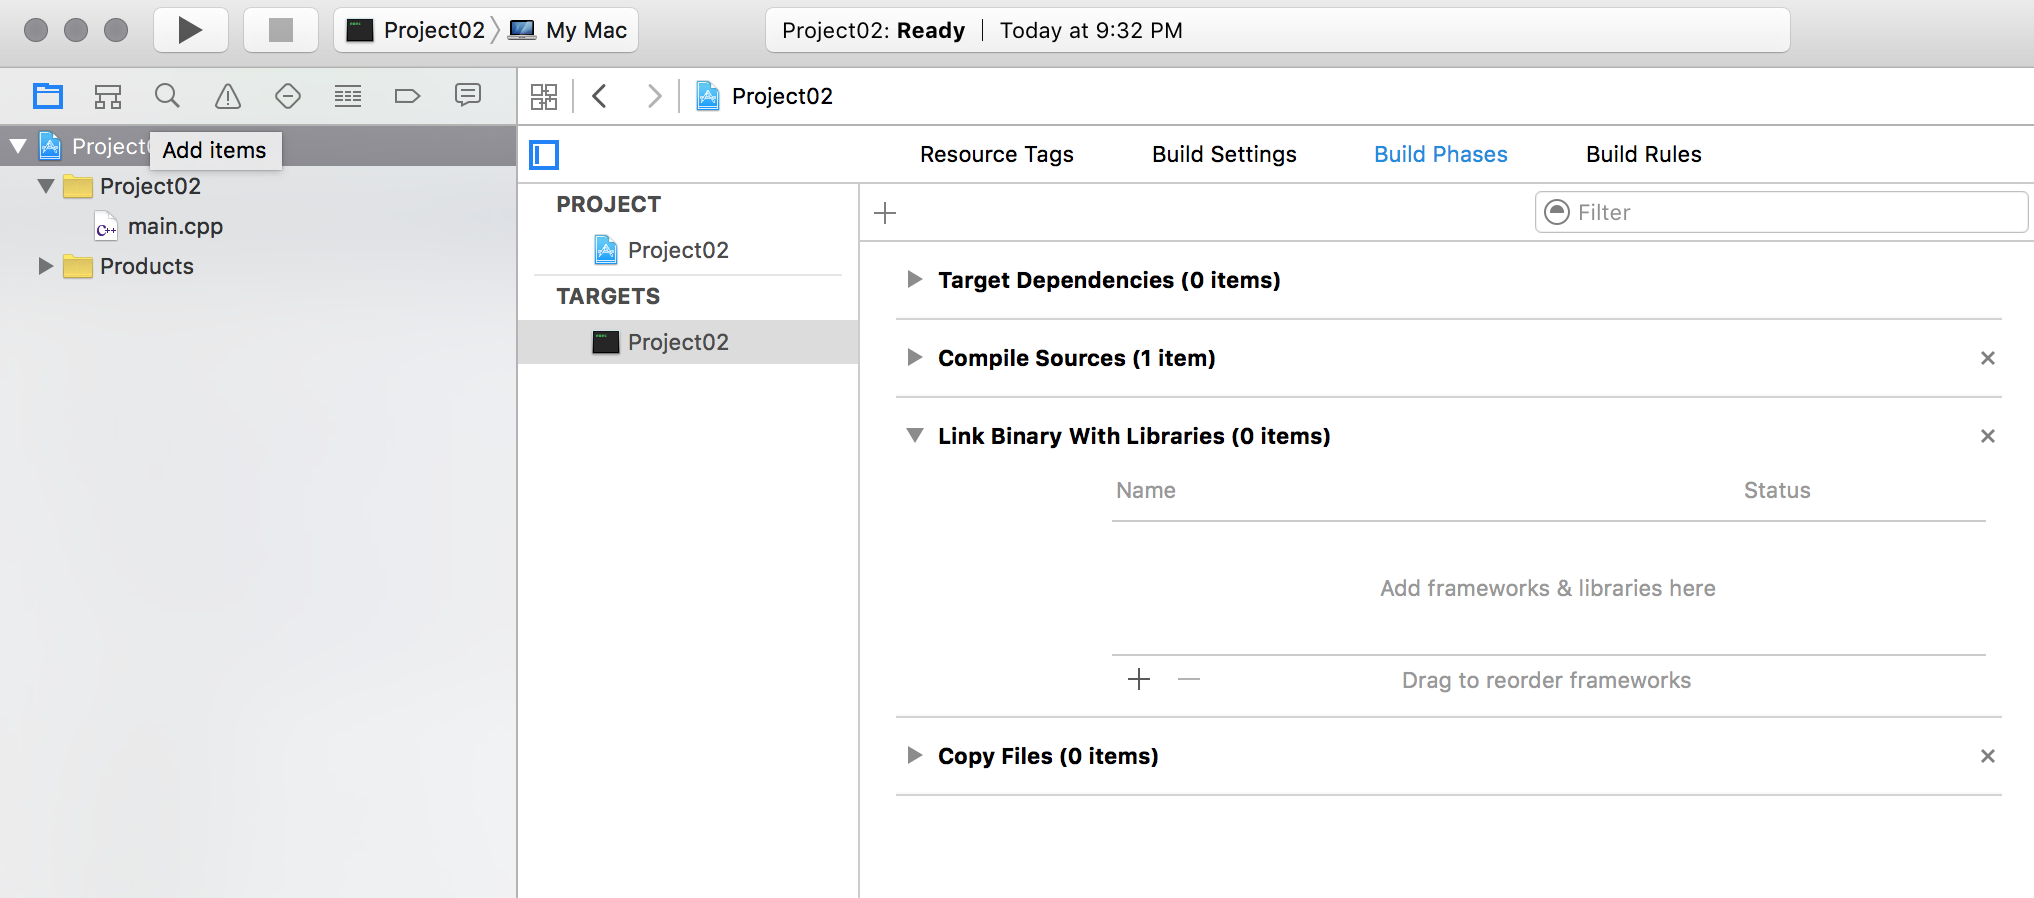 Project02 My Mac Project02: Ready Today at 9:32 PM
Project02
Project
Add items
Resource Tags Build Settings Build Phases Build Rules
Project02
main.cpp
Products
PROJECT
Project02
TARGETS
Project02
Filter
Target Dependencies (0 items)
Compile Sources (1 item)
Link Binary With Libraries (0 items)
Name Status
Add frameworks & libraries here
Drag to reorder frameworks
Copy Files (0 items)